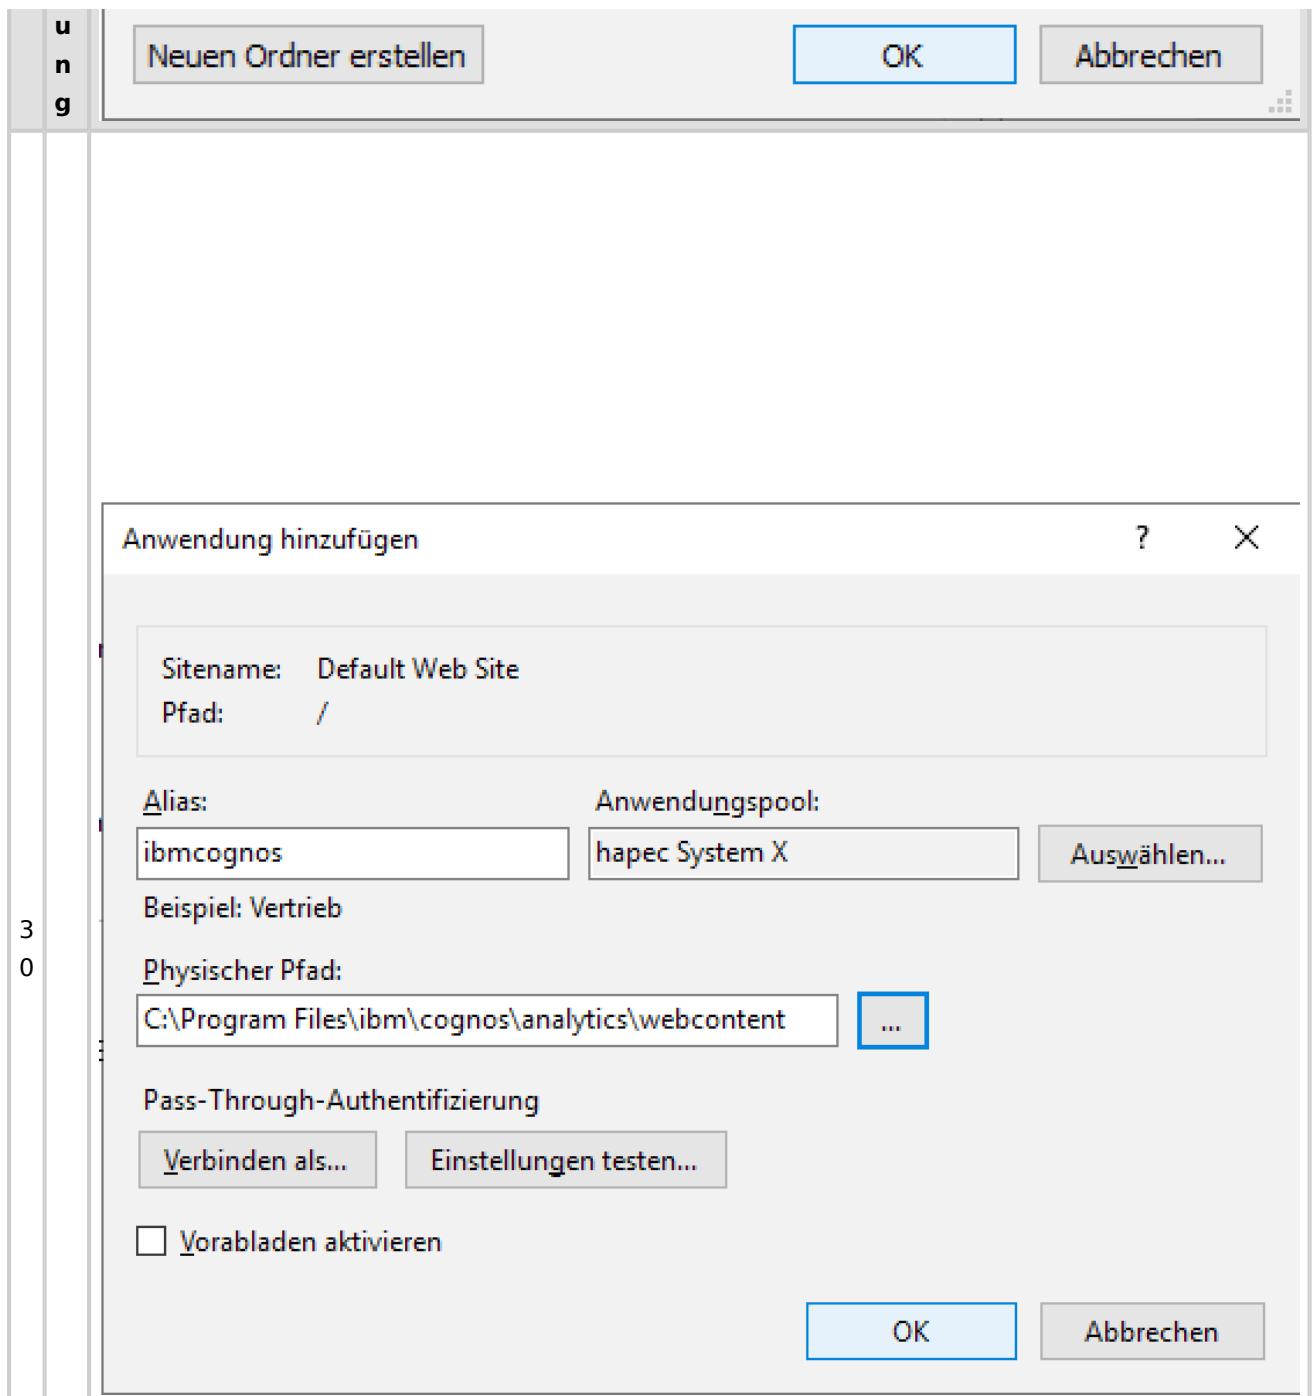 u
n
g
Neuen Ordner erstellen OK Abbrechen
Anwendung hinzufügen ?
Sitename: Default Web Site
Pfad: /
Alias: Anwendungspool:
ibmcognos hapec System X Auswählen...
Beispiel: Vertrieb
3
0
Physischer Pfad:
C:\Program Files\ibm\cognos\analytics\webcontent ...
Pass-Through-Authentifizierung
Verbinden als... Einstellungen testen...
Vorabladen aktivieren
OK Abbrechen